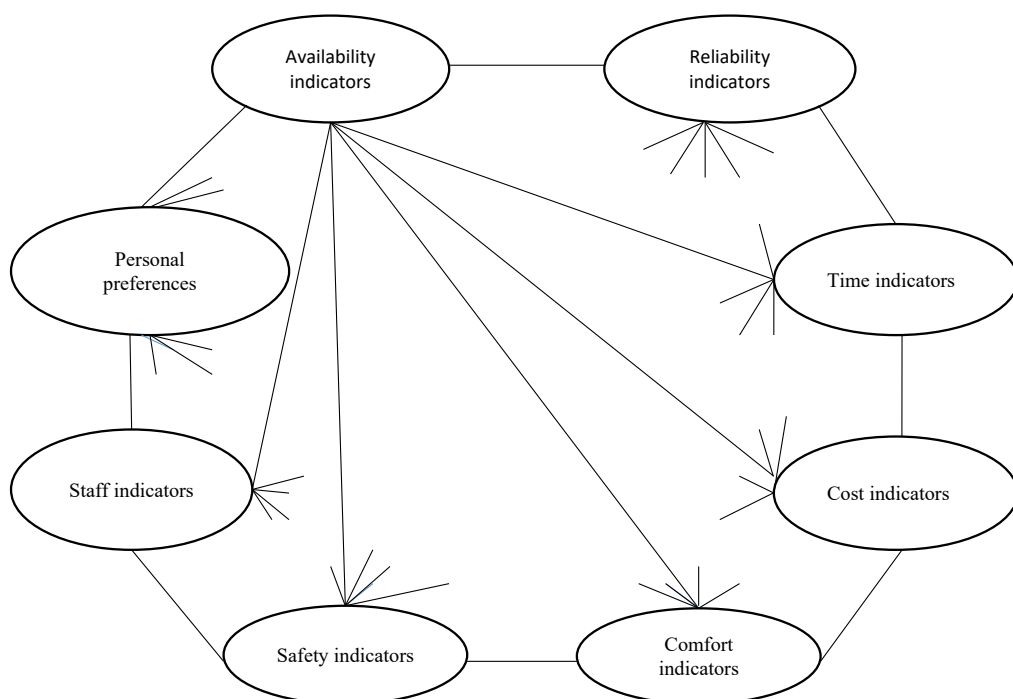 Availability
indicators
Reliability
indicators
Personal
preferences
Time indicators
Staff indicators
Cost indicators
Safety indicators
Comfort
indicators